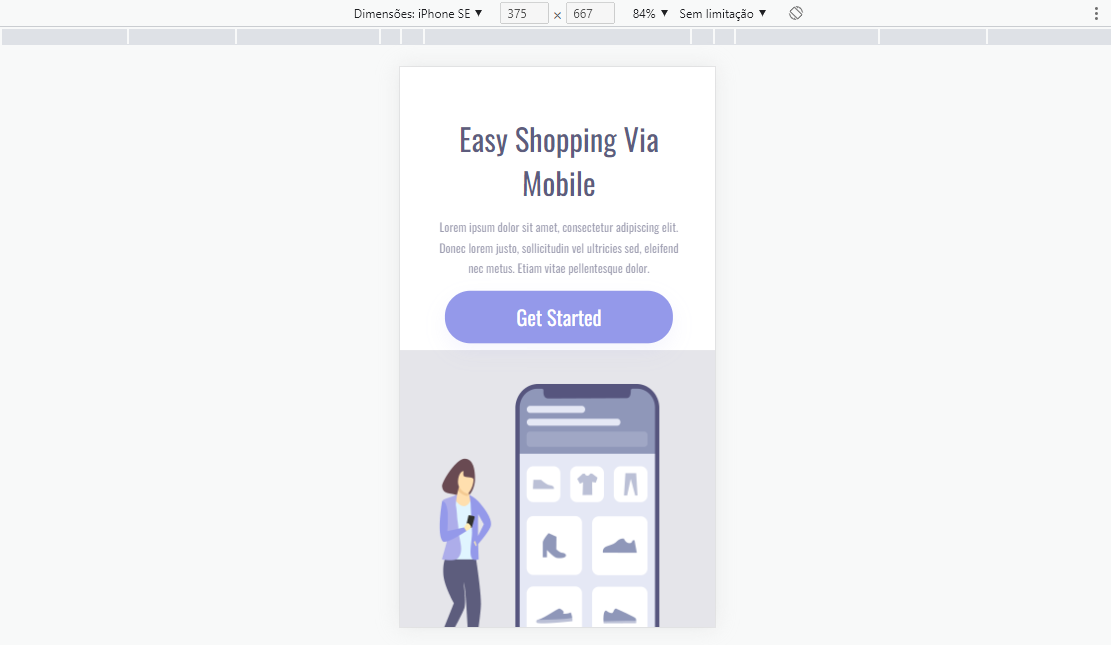 Dimensões: iPhone SE ▼ 375 × 667 84% ▼ Sem limitação ▼
Easy Shopping Via
Mobile
Lorem ipsum dolor sit amet, consectetur adipiscing elit.
Donec lorem justo, sollicitudin vel ultricies sed, eleifend
nec metus. Etiam vitae pellentesque dolor.
Get Started